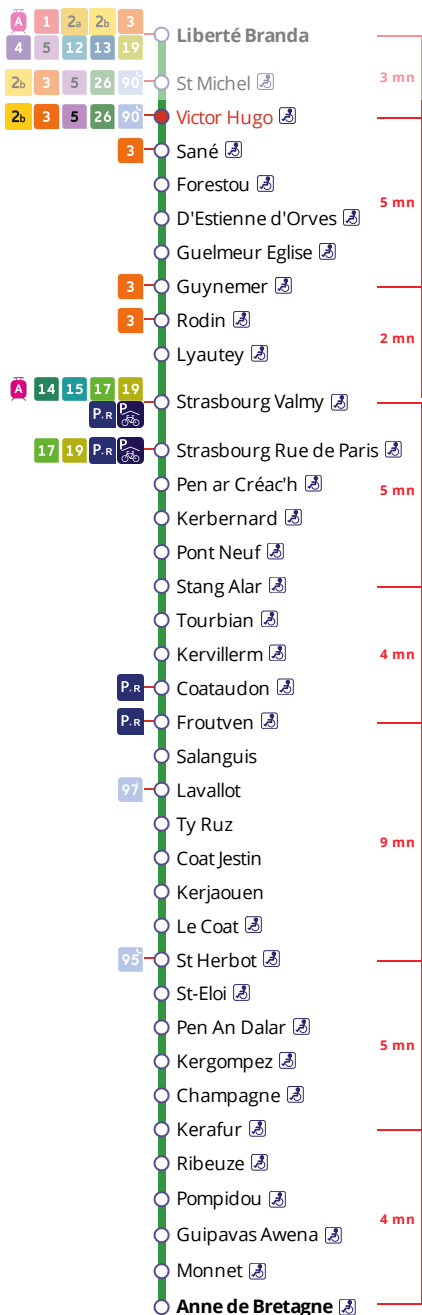 A 1 2a 2b 3
Liberté Branda
4 5 12 13 19
3 mn
2b 3 5 26 90
St Michel
2b 3 5 26 90
Victor Hugo
3 Sané
Forestou
5 mn
D'Estienne d'Orves
Guelmeur Eglise
3 Guynemer
3 Rodin
2 mn
Lyautey
A 14 15 17 19
Strasbourg Valmy
P+R P
17 19 P+R P Strasbourg Rue de Paris
Pen ar Créac'h
5 mn
Kerbernard
Pont Neuf
Stang Alar
Tourbian
Kervillerm
4 mn
P+R Coataudon
P+R Froutven
Salanguis
97 Lavallot
Ty Ruz
9 mn
Coat Jestin
Kerjaouen
Le Coat
95 St Herbot
St-Eloi
Pen An Dalar
5 mn
Kergompez
Champagne
Kerafur
Ribeuze
Pompidou
4 mn
Guipavas Awena
Monnet
Anne de Bretagne